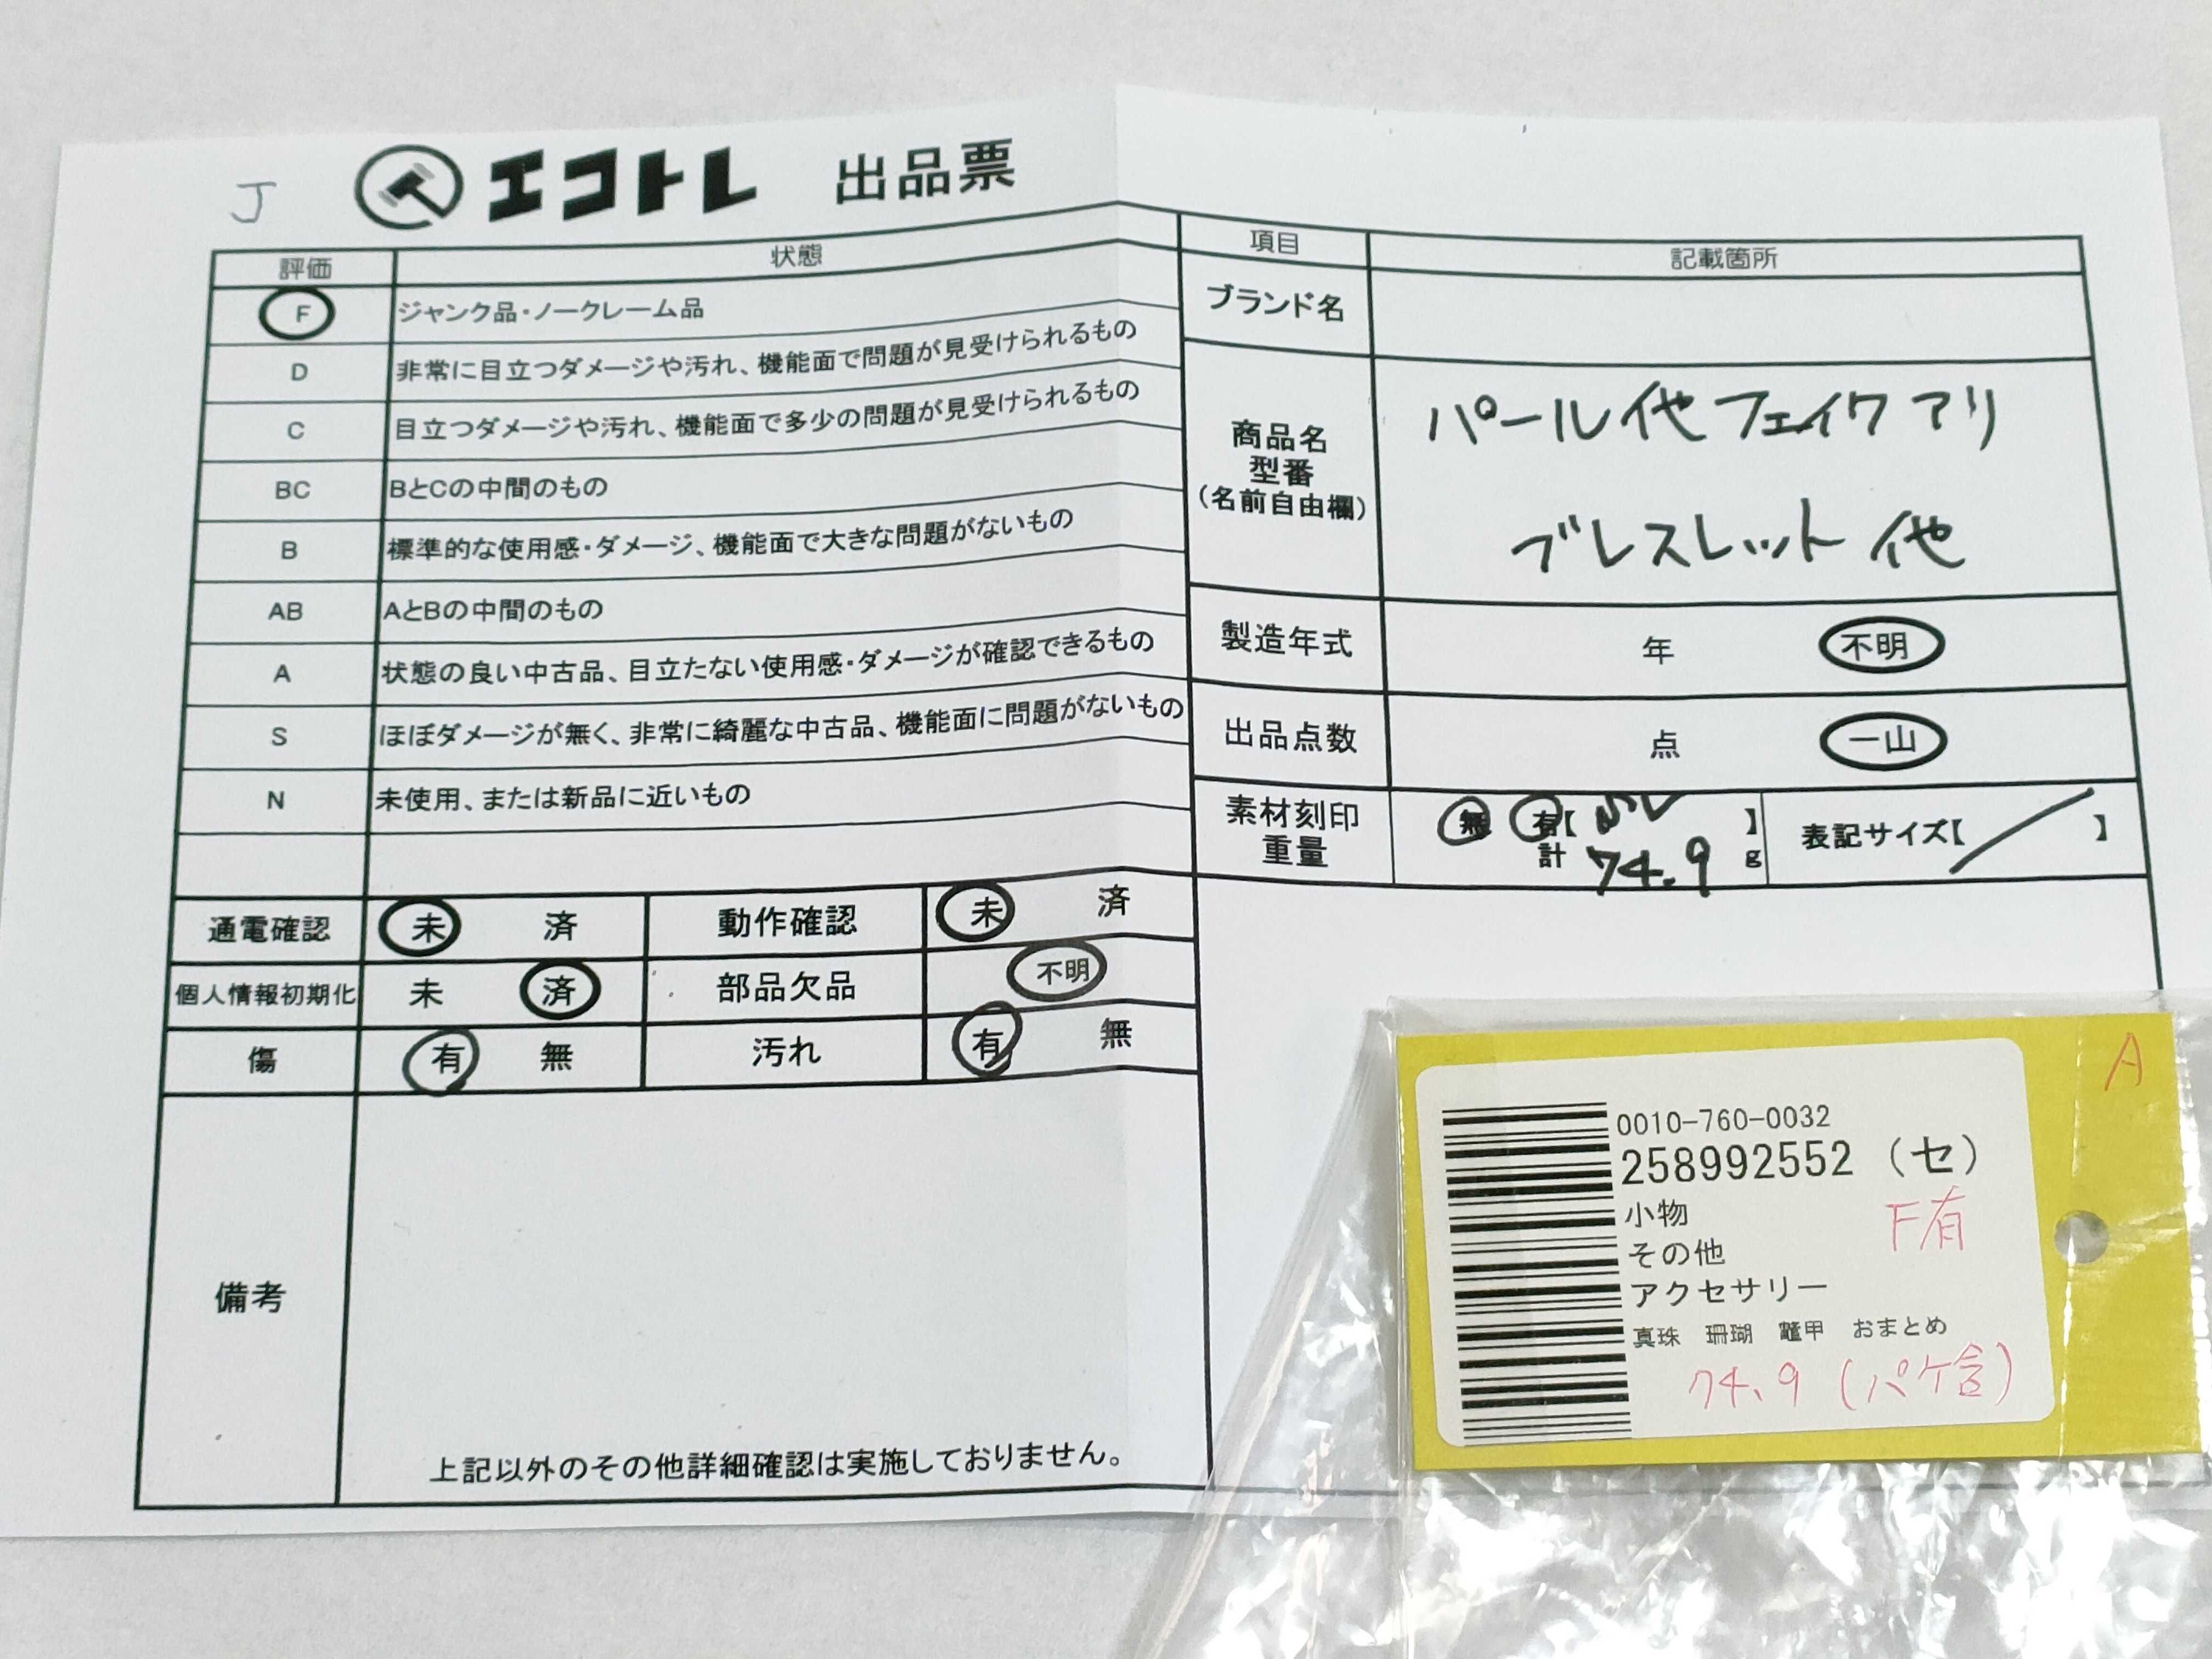 J
エコトレ 出品票
評価 状態
F ジャンク品・ノークレーム品
D 非常に目立つダメージや汚れ、機能面で問題が見受けられるもの
C 目立つダメージや汚れ、機能面で多少の問題が見受けられるもの
BC BとCの中間のもの
B 標準的な使用感・ダメージ、機能面で大きな問題がないもの
AB AとBの中間のもの
A 状態の良い中古品、目立たない使用感・ダメージが確認できるもの
S ほぼダメージが無く、非常に綺麗な中古品、機能面に問題がないもの
N 未使用、または新品に近いもの
通電確認 未 済 動作確認 未 済
個人情報初期化 未 済 部品欠品 不明
傷 有 無 汚れ 有 無
備考
上記以外のその他詳細確認は実施しておりません。
項目 記載箇所
ブランド名
商品名
型番
(名前自由欄)
パール他フェイクアリ
ブレスレット他
製造年式 年 不明
出品点数 点 一山
素材刻印
重量
無 有【 】
計 74.9 g
表記サイズ【 】
A
0010-760-0032
258992552 (セ)
小物
F有
その他
アクセサリー
真珠 珊瑚 鼈甲 おまとめ
74.9 (パケ含)